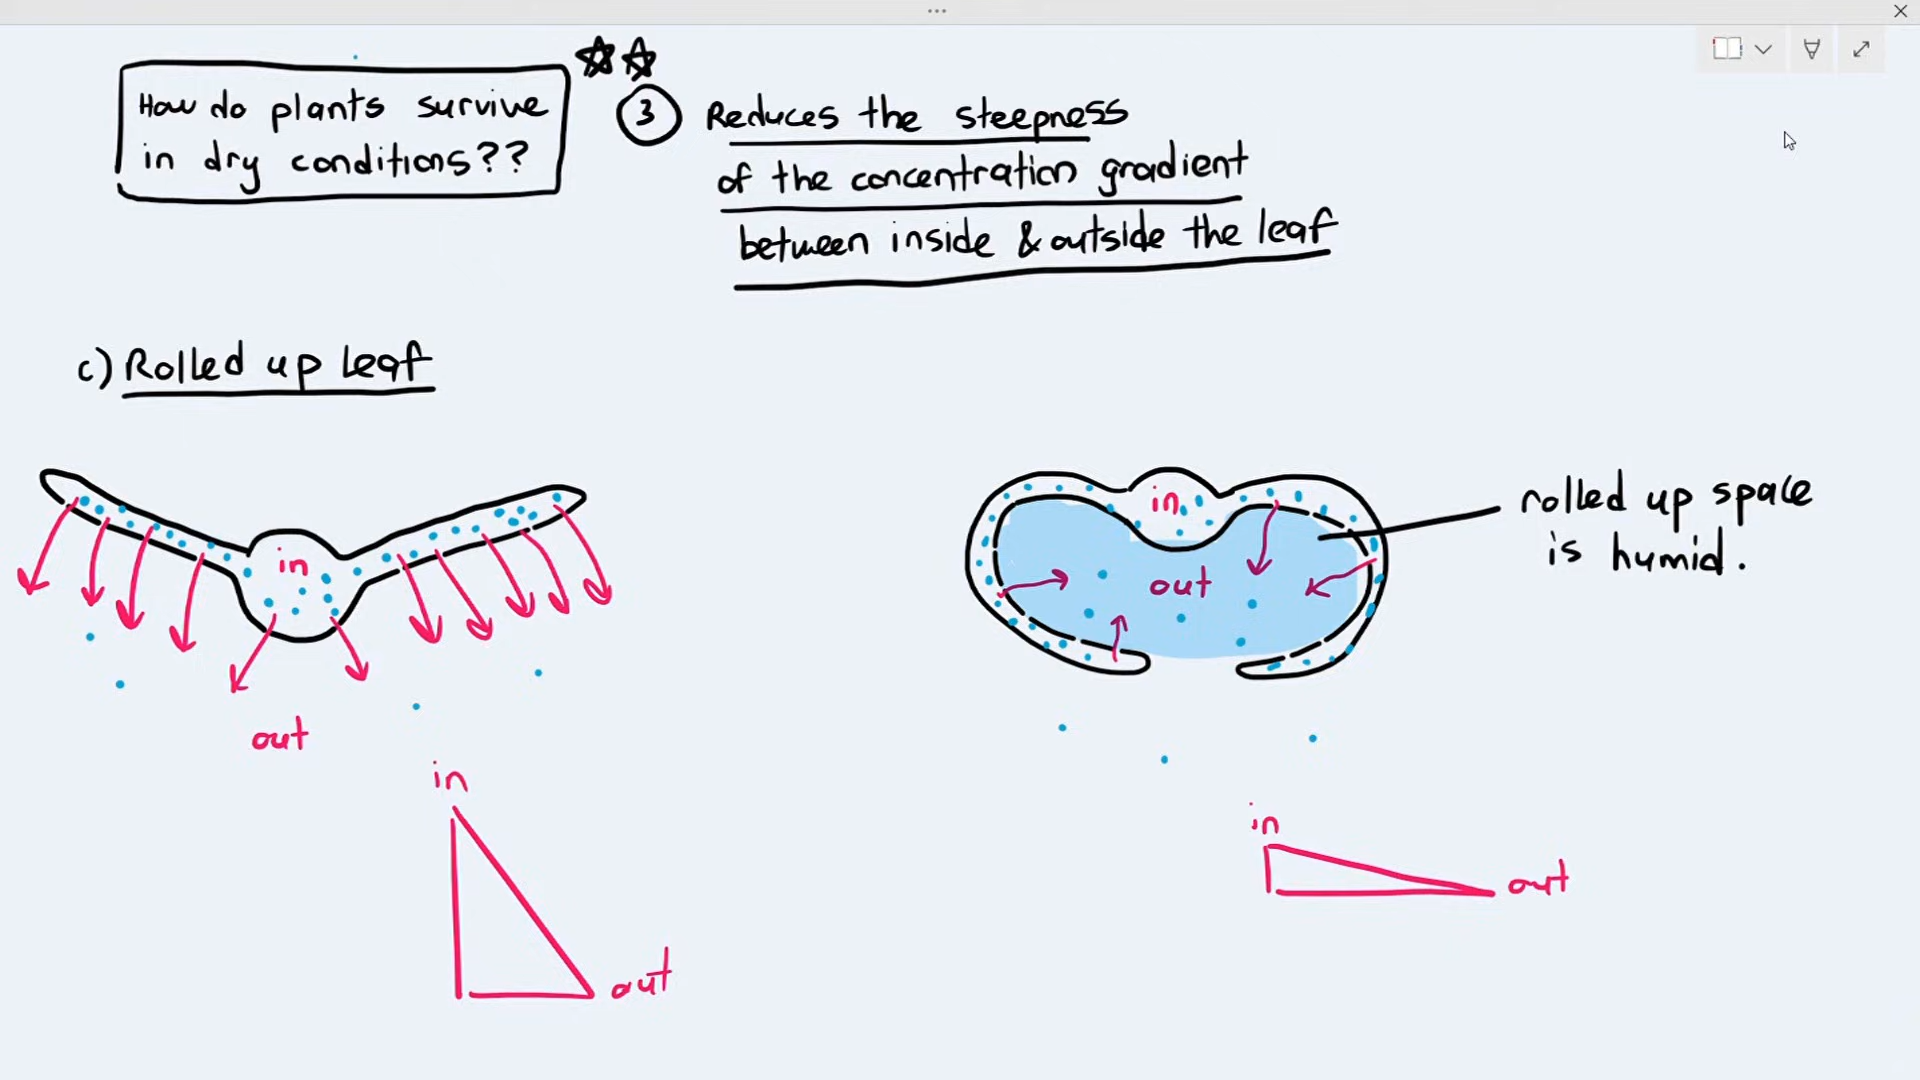 How do plants survive
in dry conditions??
3 Reduces the steepness
of the concentration gradient
between inside & outside the leaf
c) Rolled up leaf
in
out
in
out
in
out
rolled up space
is humid.
in
out